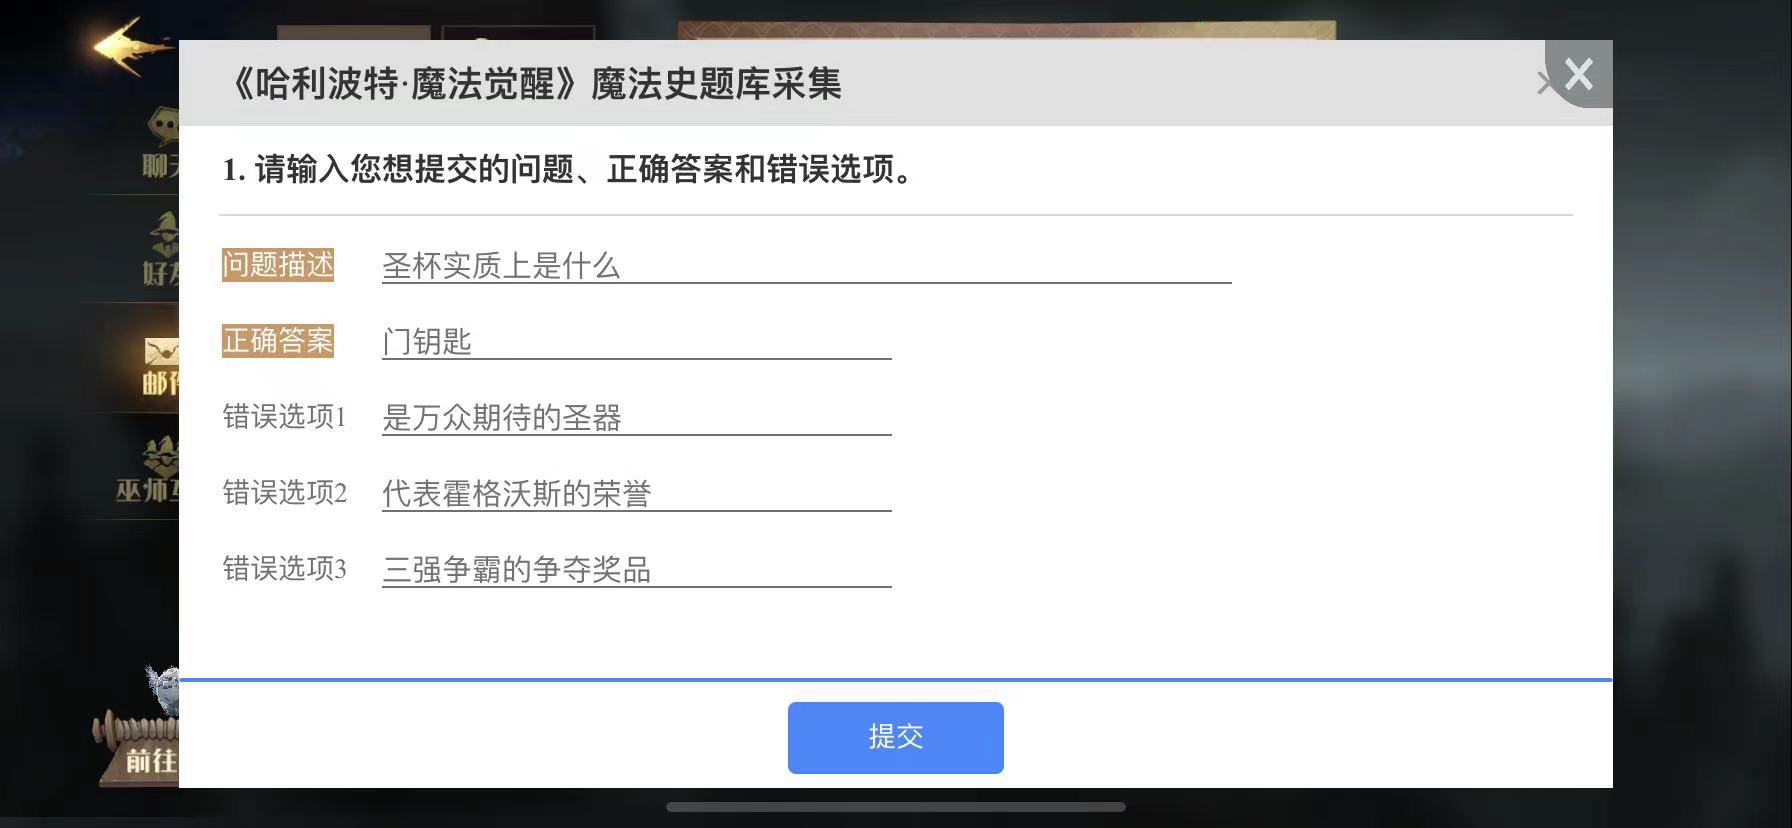 《哈利波特·魔法觉醒》魔法史题库采集
1. 请输入您想提交的问题、正确答案和错误选项。
问题描述 圣杯实质上是什么
正确答案 门钥匙
错误选项1 是万众期待的圣器
错误选项2 代表霍格沃斯的荣誉
错误选项3 三强争霸的争夺奖品
提交
聊
好
邮
巫师
前往